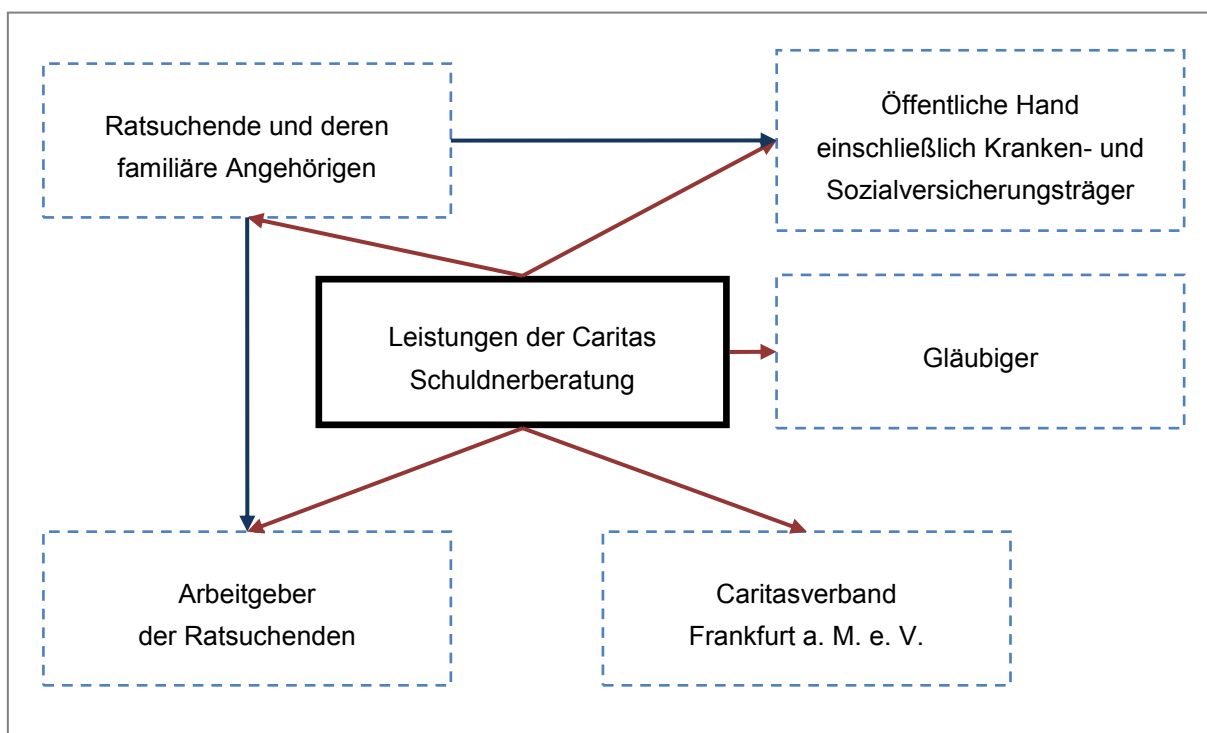 Ratsuchende und deren
familiäre Angehörigen
Öffentliche Hand
einschließlich Kranken- und
Sozialversicherungsträger
Leistungen der Caritas
Schuldnerberatung
Gläubiger
Arbeitgeber
der Ratsuchenden
Caritasverband
Frankfurt a. M. e. V.